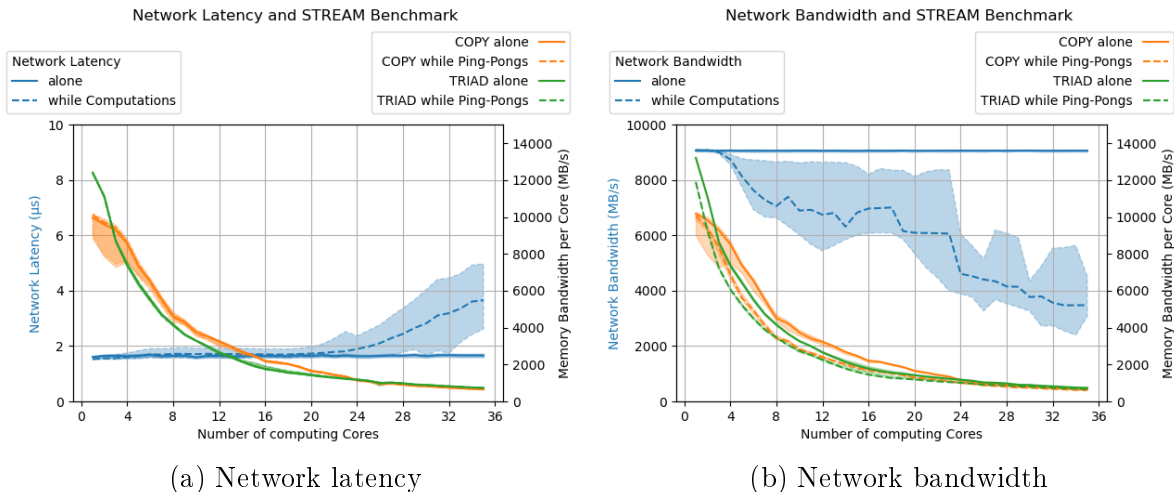 Network Latency and STREAM Benchmark
Network Latency
alone
while Computations
COPY alone
COPY while Ping-Pongs
TRIAD alone
TRIAD while Ping-Pongs
Network Latency (µs)
10
8
6
4
2
0
14000
12000
10000
8000
6000
4000
2000
0
Memory Bandwidth per Core (MB/s)
0 4 8 12 16 20 24 28 32 36
Number of computing Cores
(a) Network latency
Network Bandwidth and STREAM Benchmark
Network Bandwidth
alone
while Computations
COPY alone
COPY while Ping-Pongs
TRIAD alone
TRIAD while Ping-Pongs
Network Bandwidth (MB/s)
10000
8000
6000
4000
2000
0
14000
12000
10000
8000
6000
4000
2000
0
Memory Bandwidth per Core (MB/s)
0 4 8 12 16 20 24 28 32 36
Number of computing Cores
(b) Network bandwidth